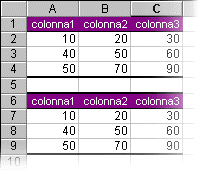 A B C
1 colonna1 colonna2 colonna3
2 10 20 30
3 40 50 60
4 50 70 90
5
6 colonna1 colonna2 colonna3
7 10 20 30
8 40 50 60
9 50 70 90
10